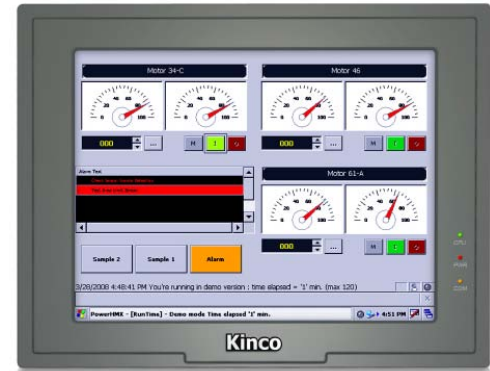 Motor 34-C
Motor 46
000
...
M
I
000
...
M
I
Alarm Text
Motor 61-A
000
...
M
I
Sample 2
Sample 1
Alarm
3/28/2008 4:48:41 PM You're running in demo version : time elapsed = '1' min. (max 120)
PowerHMX - [RunTime] - Demo mode Time elapsed '1' min.
4:51 PM
CPU
PWR
COM
Kinco